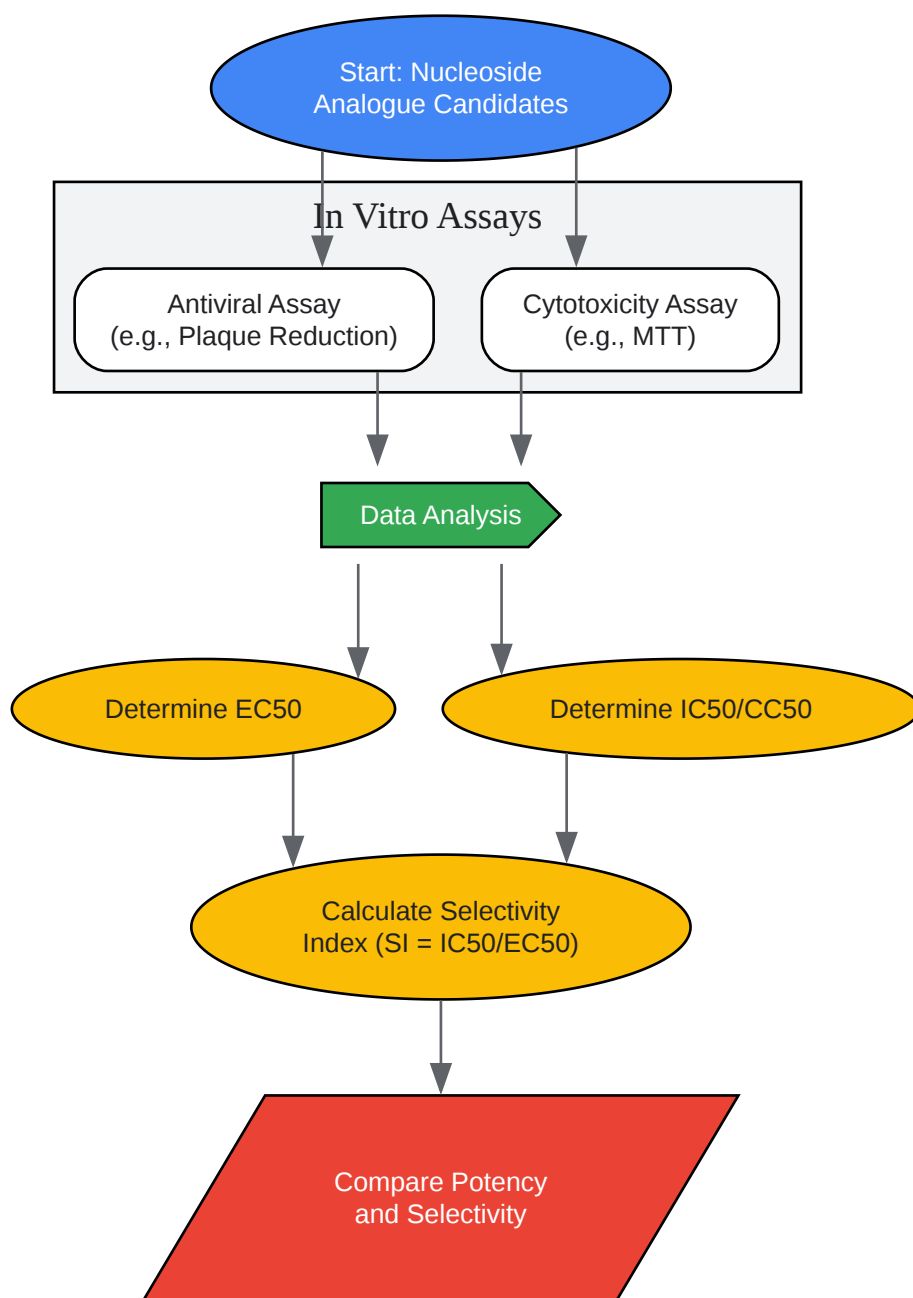 Start: Nucleoside
Analogue Candidates
In Vitro Assays
Antiviral Assay
(e.g., Plaque Reduction)
Cytotoxicity Assay
(e.g., MTT)
Data Analysis
Determine EC50
Determine IC50/CC50
Calculate Selectivity
Index (SI = IC50/EC50)
Compare Potency
and Selectivity